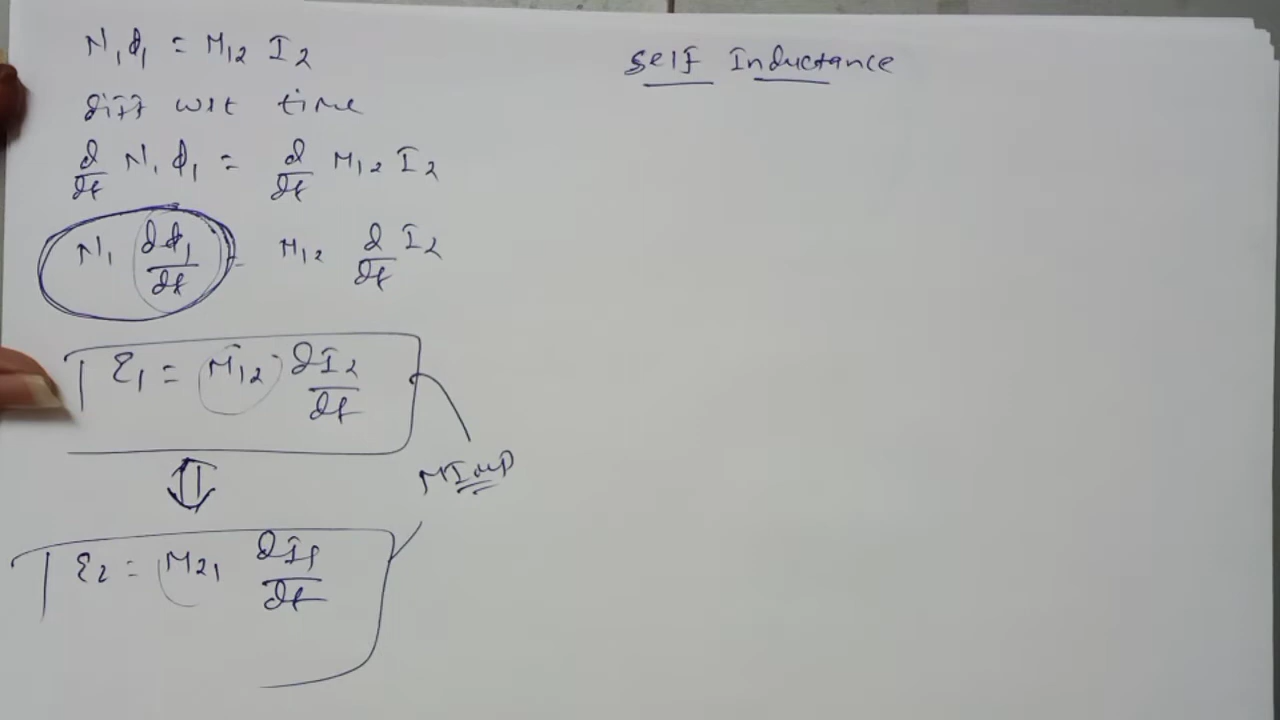 N₁ϕ₁ = M₁₂ I₂
diff wrt time
d/dt N₁ ϕ₁ = d/dt M₁₂ I₂
N₁ dϕ₁/dt = M₁₂ d/dt I₂
ε₁ = M₁₂ dI₂/dt
ε₂ = M₂₁ dI₁/dt
Self Inductance